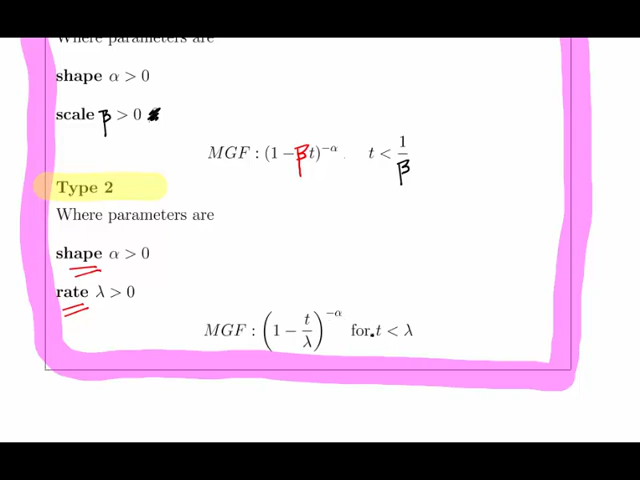 Where parameters are
shape α > 0
scale β > 0
MGF : (1 − βt)^{−α} t < 1/β
Type 2
Where parameters are
shape α > 0
rate λ > 0
MGF : (1 − t/λ)^{−α} for t < λ